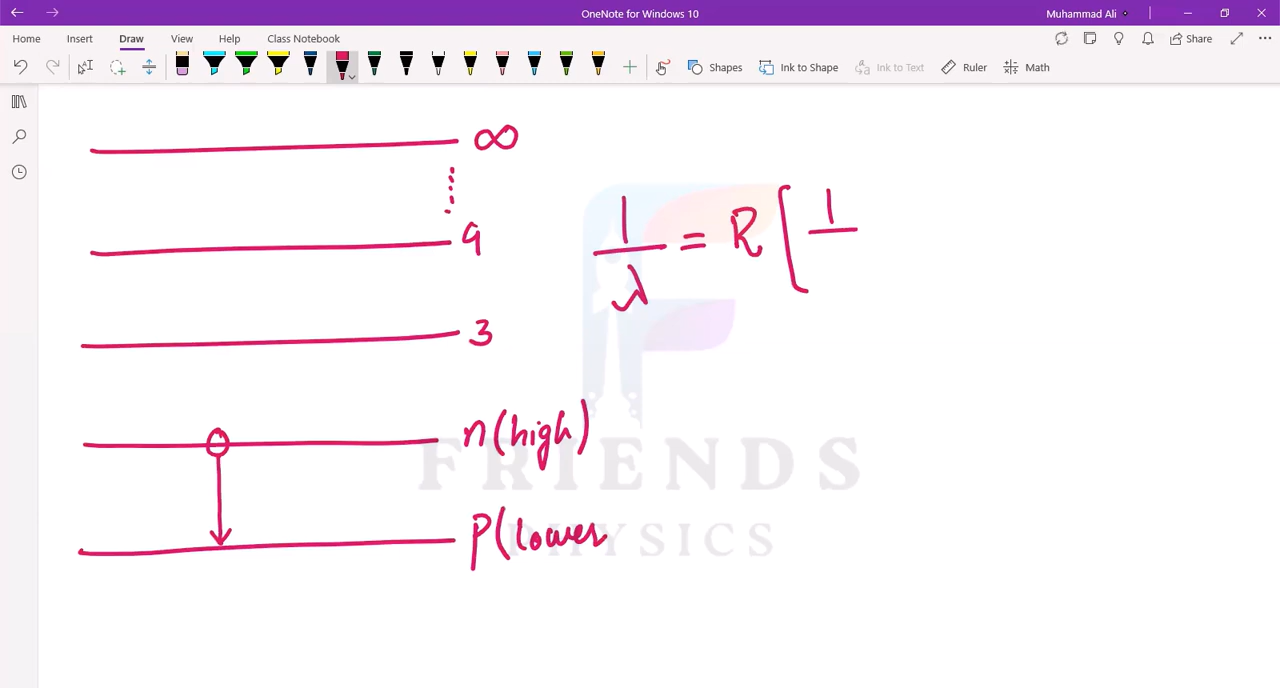 OneNote for Windows 10
Muhammad Ali
Home Insert Draw View Help Class Notebook
Share
Shapes Ink to Shape Ink to Text Ruler Math
∞
4
3
n(high)
P(lower
1/λ = R[1/
FRIENDS
PHYSICS